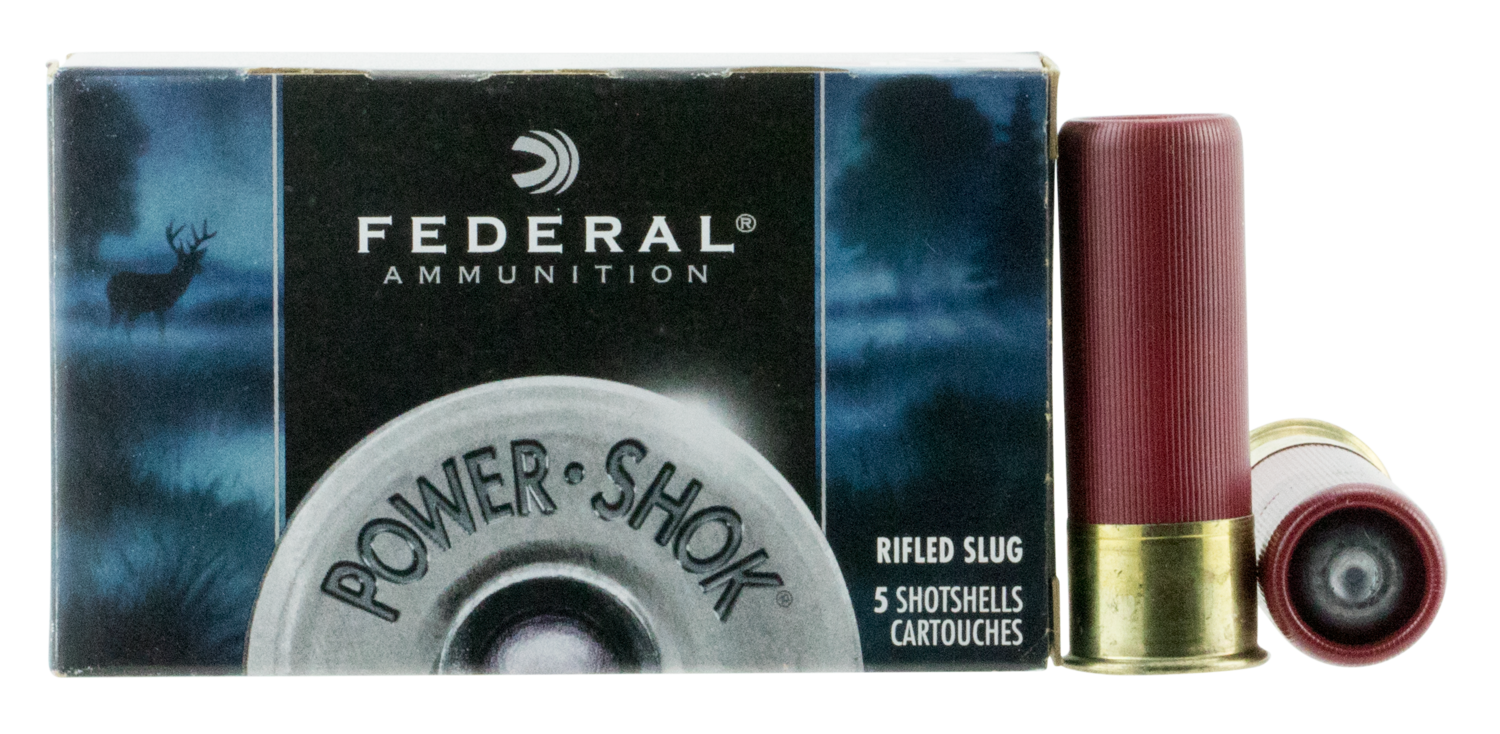 FEDERAL®
AMMUNITION
POWER·SHOK®
RIFLED SLUG
5 SHOTSHELLS
CARTOUCHES